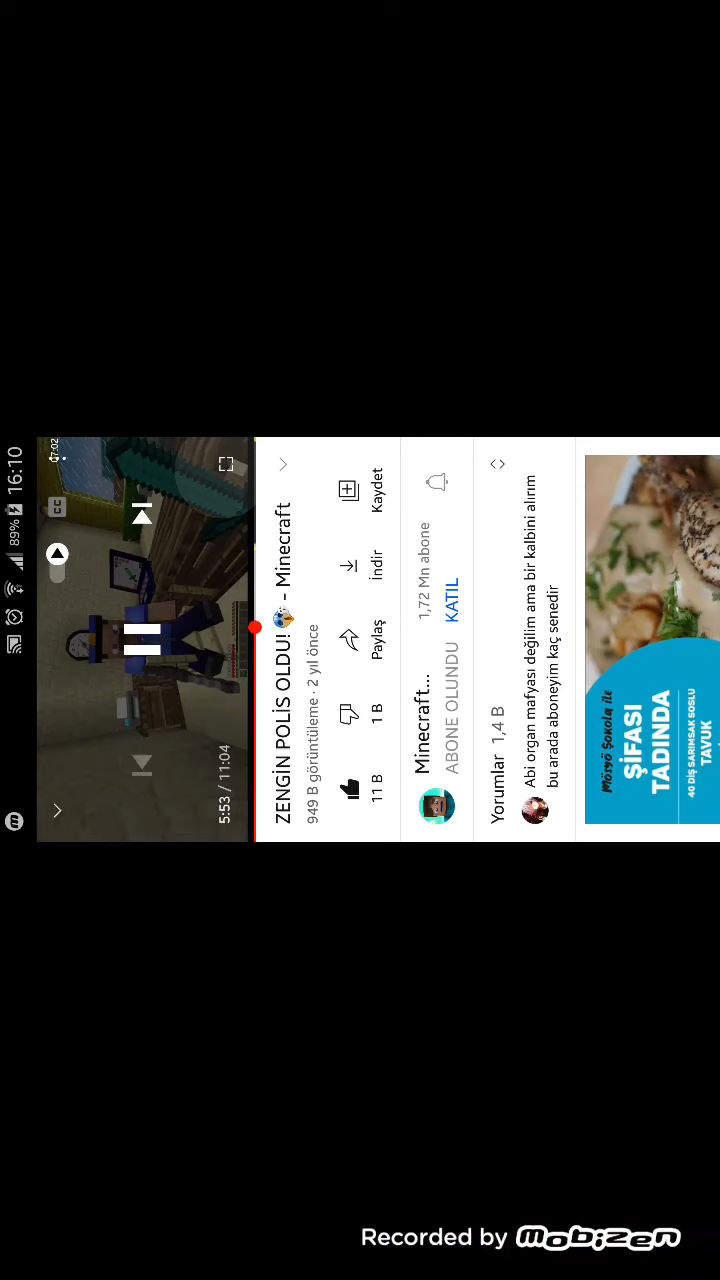 16:10
89%
07:02
CC
5:53 / 11:04
ZENGİN POLİS OLDU! 😱 - Minecraft
949 B görüntüleme · 2 yıl önce
11 B
1 B
Paylaş
İndir
Kaydet
Minecraft...
1,72 Mn abone
ABONE OLUNDU
KATIL
Yorumlar 1,4 B
Abi organ mafyası değilim ama bir kalbini alırım
bu arada aboneyim kaç senedir
Mösyö Şokola ile
ŞİFASI
TADINDA
40 DİŞ SARIMSAK SOSLU
TAVUK
Recorded by mobizen